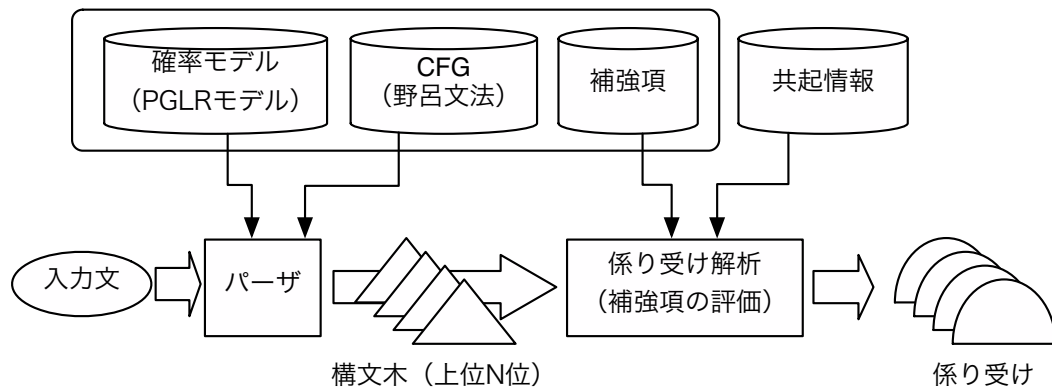 確率モデル
（PGLRモデル）
CFG
（野呂文法）
補強項
共起情報
入力文
パーザ
係り受け解析
（補強項の評価）
構文木（上位N位）
係り受け